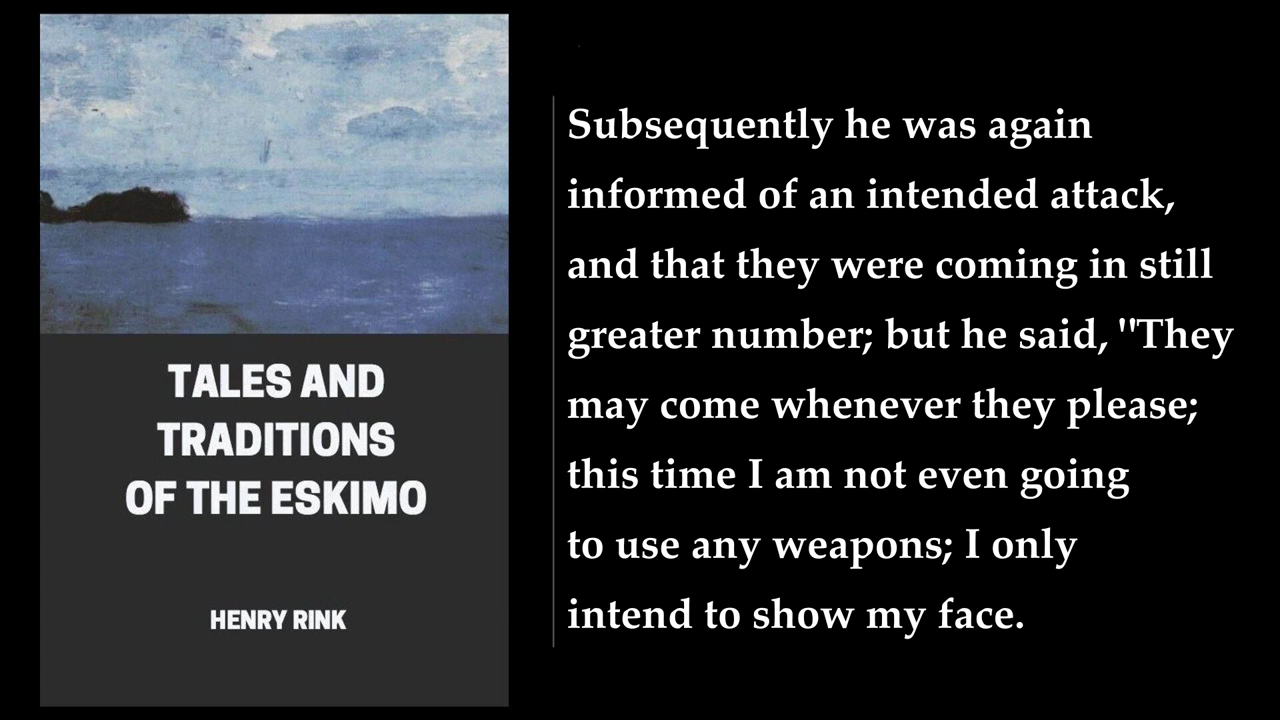 TALES AND
TRADITIONS
OF THE ESKIMO
HENRY RINK
Subsequently he was again
informed of an intended attack,
and that they were coming in still
greater number; but he said, "They
may come whenever they please;
this time I am not even going
to use any weapons; I only
intend to show my face.